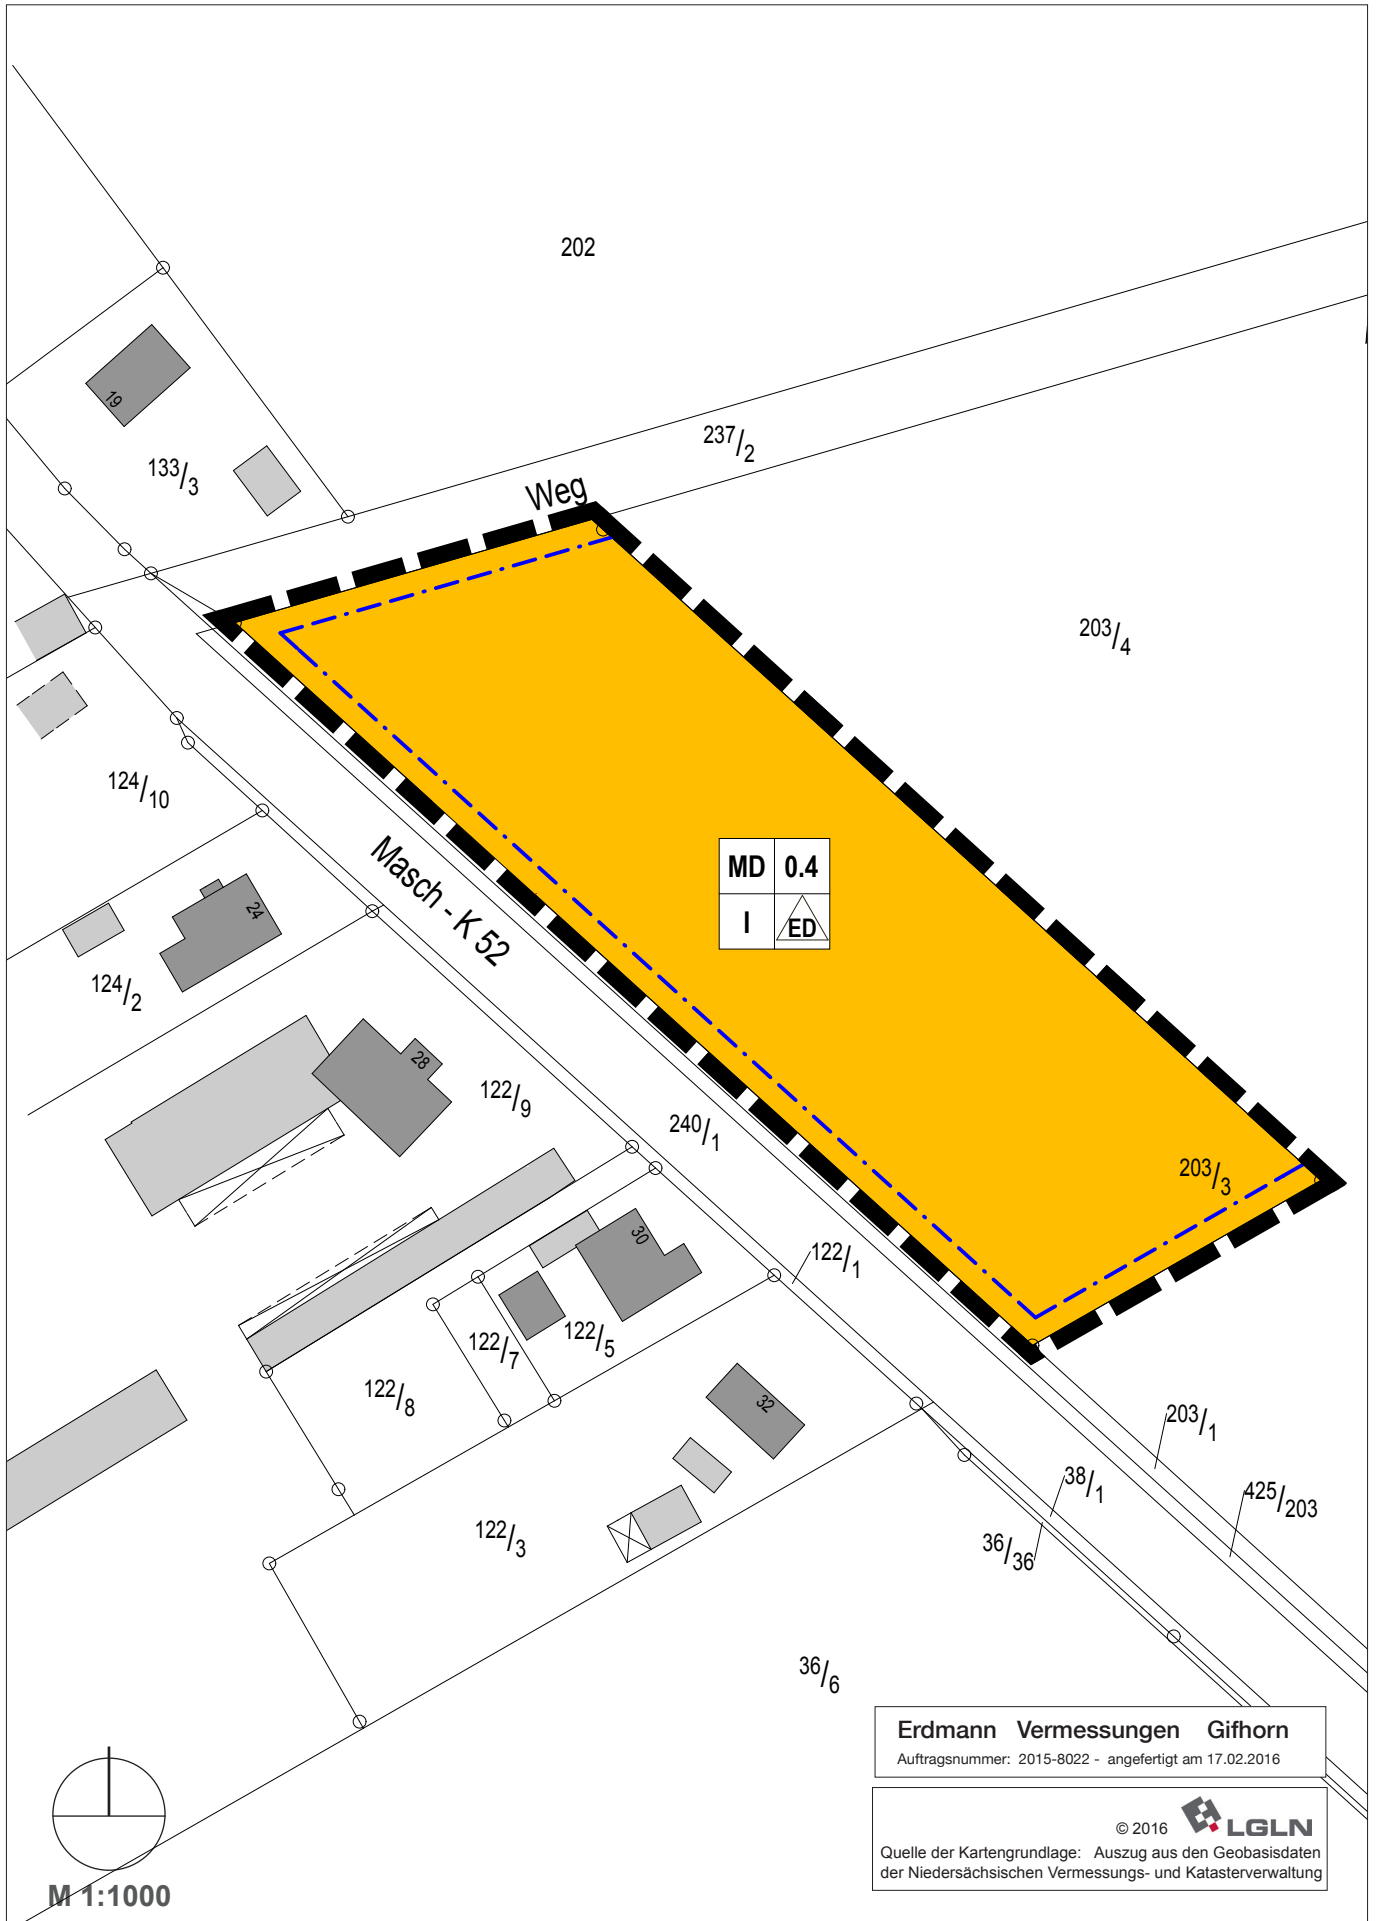 202
237/2
Weg
19
133/3
203/4
124/10
Masch - K 52
MD 0.4
I ED
24
124/2
28
122/9
240/1
203/3
30
122/1
122/7
122/5
122/8
32
203/1
38/1
425/203
122/3
36/36
36/6
Erdmann Vermessungen Gifhorn
Auftragsnummer: 2015-8022 - angefertigt am 17.02.2016
© 2016 LGLN
Quelle der Kartengrundlage: Auszug aus den Geobasisdaten
der Niedersächsischen Vermessungs- und Katasterverwaltung
M 1:1000